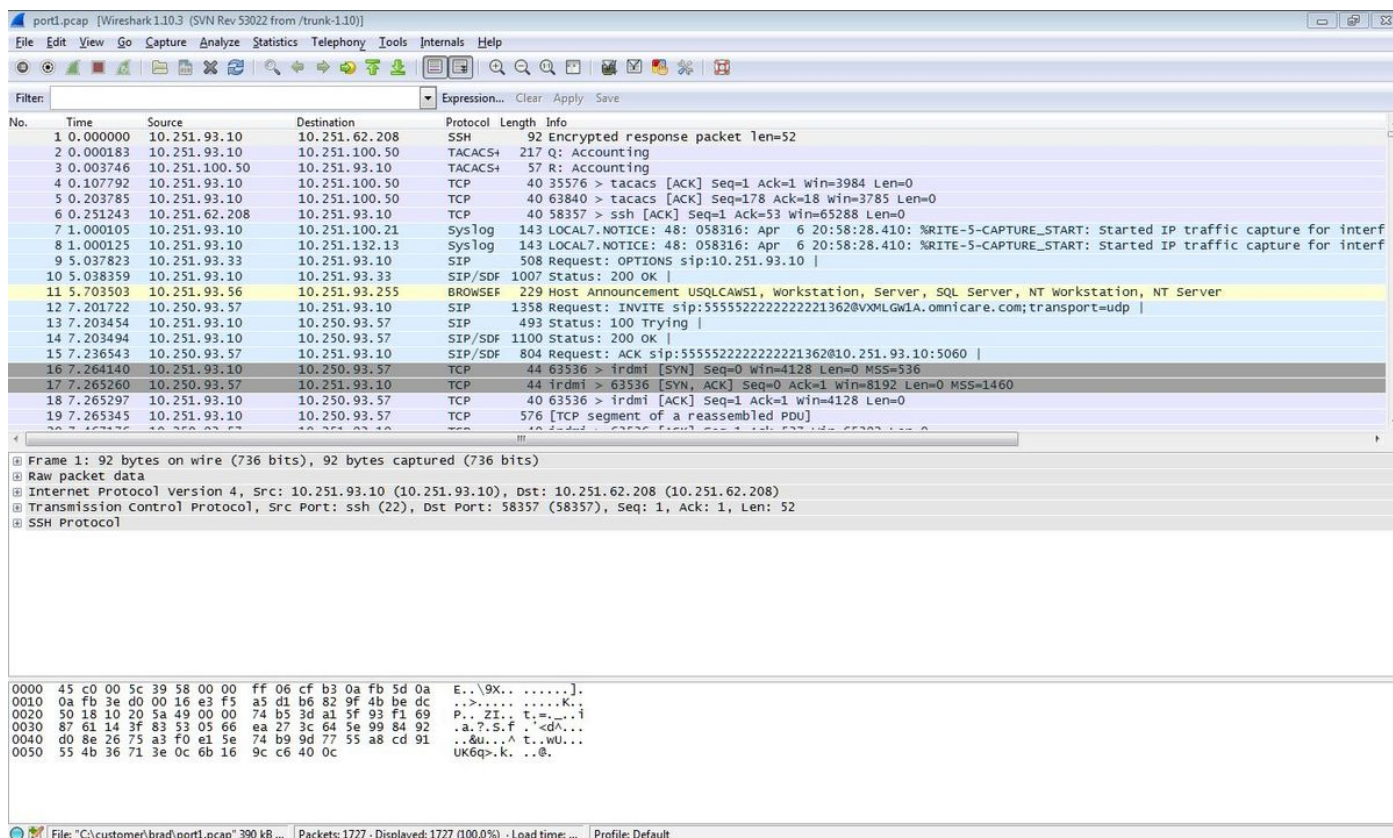 port1.pcap [Wireshark 1.10.3 (SVN Rev 53022 from /trunk-1.10)]
File Edit View Go Capture Analyze Statistics Telephony Tools Internals Help
Filter: Expression... Clear Apply Save
No. Time Source Destination Protocol Length Info
1 0.000000 10.251.93.10 10.251.62.208 SSH 92 Encrypted response packet len=52
2 0.000183 10.251.93.10 10.251.100.50 TACACS+ 217 Q: Accounting
3 0.003746 10.251.100.50 10.251.93.10 TACACS+ 57 R: Accounting
4 0.107792 10.251.93.10 10.251.100.50 TCP 40 35576 > tacacs [ACK] Seq=1 Ack=1 Win=3984 Len=0
5 0.203785 10.251.93.10 10.251.100.50 TCP 40 63840 > tacacs [ACK] Seq=178 Ack=18 Win=3785 Len=0
6 0.251243 10.251.62.208 10.251.93.10 TCP 40 58357 > ssh [ACK] Seq=1 Ack=53 Win=65288 Len=0
7 1.000105 10.251.93.10 10.251.100.21 Syslog 143 LOCAL7.NOTICE: 48: 058316: Apr 6 20:58:28.410: %RITE-5-CAPTURE_START: Started IP traffic capture for interf
8 1.000125 10.251.93.10 10.251.132.13 Syslog 143 LOCAL7.NOTICE: 48: 058316: Apr 6 20:58:28.410: %RITE-5-CAPTURE_START: Started IP traffic capture for interf
9 5.037823 10.251.93.33 10.251.93.10 SIP 508 Request: OPTIONS sip:10.251.93.10 |
10 5.038359 10.251.93.10 10.251.93.33 SIP/SDF 1007 Status: 200 OK |
11 5.703503 10.251.93.56 10.251.93.255 BROWSEF 229 Host Announcement USQLCAWS1, Workstation, Server, SQL Server, NT Workstation, NT Server
12 7.201722 10.250.93.57 10.251.93.10 SIP 1358 Request: INVITE sip:5555522222222221362@VXMLGW1A.omnicare.com;transport=udp |
13 7.203454 10.251.93.10 10.250.93.57 SIP 493 Status: 100 Trying |
14 7.203494 10.251.93.10 10.250.93.57 SIP/SDF 1100 Status: 200 OK |
15 7.236543 10.250.93.57 10.251.93.10 SIP/SDF 804 Request: ACK sip:5555522222222221362@10.251.93.10:5060 |
16 7.264140 10.251.93.10 10.250.93.57 TCP 44 63536 > irdmi [SYN] Seq=0 Win=4128 Len=0 MSS=536
17 7.265260 10.250.93.57 10.251.93.10 TCP 44 irdmi > 63536 [SYN, ACK] Seq=0 Ack=1 Win=8192 Len=0 MSS=1460
18 7.265297 10.251.93.10 10.250.93.57 TCP 40 63536 > irdmi [ACK] Seq=1 Ack=1 Win=4128 Len=0
19 7.265345 10.251.93.10 10.250.93.57 TCP 576 [TCP segment of a reassembled PDU]
Frame 1: 92 bytes on wire (736 bits), 92 bytes captured (736 bits)
Raw packet data
Internet Protocol Version 4, Src: 10.251.93.10 (10.251.93.10), Dst: 10.251.62.208 (10.251.62.208)
Transmission Control Protocol, Src Port: ssh (22), Dst Port: 58357 (58357), Seq: 1, Ack: 1, Len: 52
SSH Protocol
0000 45 c0 00 5c 39 58 00 00 ff 06 cf b3 0a fb 5d 0a E..\9X.. ......].
0010 0a fb 3e d0 00 16 e3 f5 a5 d1 b6 82 9f 4b be dc ..>..... .....K..
0020 50 18 10 20 5a 49 00 00 74 b5 3d a1 5f 93 f1 69 P.. ZI.. t.=._..i
0030 87 61 14 3f 83 53 05 66 ea 27 3c 64 5e 99 84 92 .a.?.S.f .'<d^...
0040 d0 8e 26 75 a3 f0 e1 5e 74 b9 9d 77 55 a8 cd 91 ..&u...^ t..wU...
0050 55 4b 36 71 3e 0c 6b 16 9c c6 40 0c UK6q>.k. ..@.
File: "C:\customer\brad\port1.pcap" 390 kB ... Packets: 1727 · Displayed: 1727 (100.0%) · Load time: ... Profile: Default